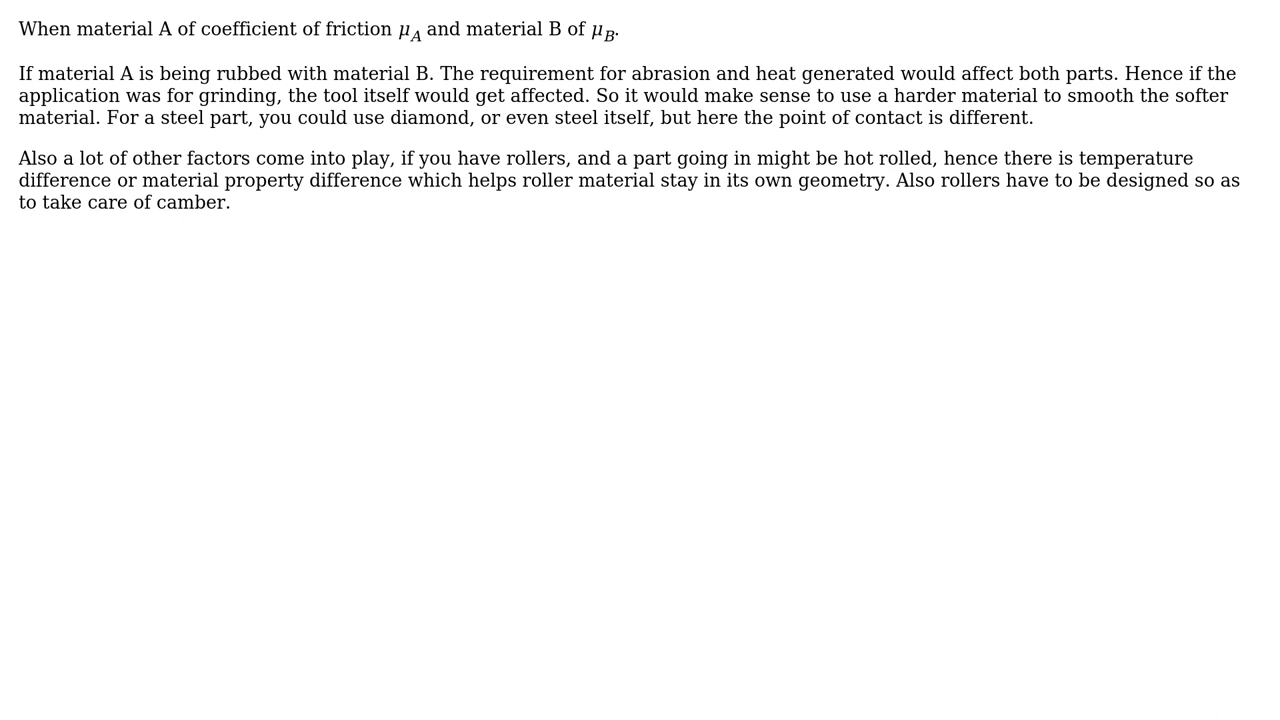 When material A of coefficient of friction μ_A and material B of μ_B.
If material A is being rubbed with material B. The requirement for abrasion and heat generated would affect both parts. Hence if the
application was for grinding, the tool itself would get affected. So it would make sense to use a harder material to smooth the softer
material. For a steel part, you could use diamond, or even steel itself, but here the point of contact is different.
Also a lot of other factors come into play, if you have rollers, and a part going in might be hot rolled, hence there is temperature
difference or material property difference which helps roller material stay in its own geometry. Also rollers have to be designed so as
to take care of camber.